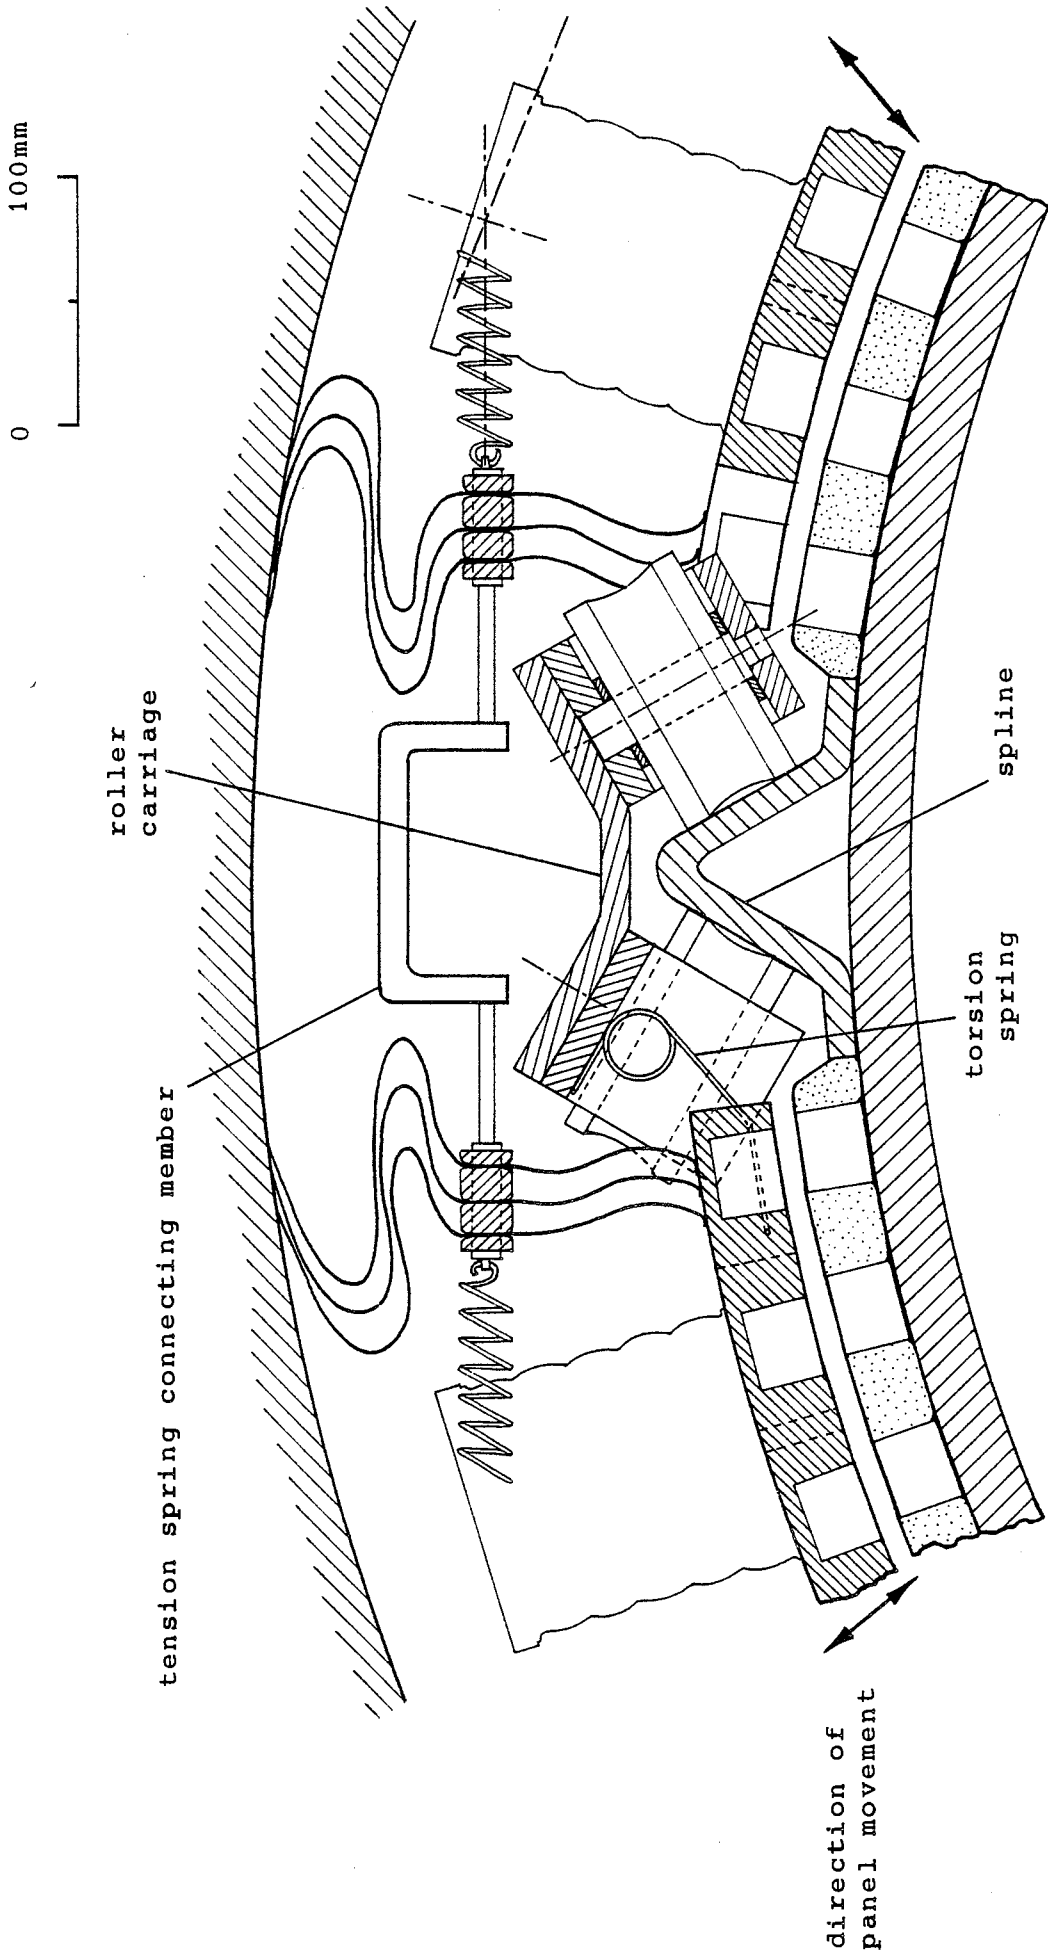 0 100mm
roller
carriage
tension spring connecting member
spline
torsion
spring
direction of
panel movement